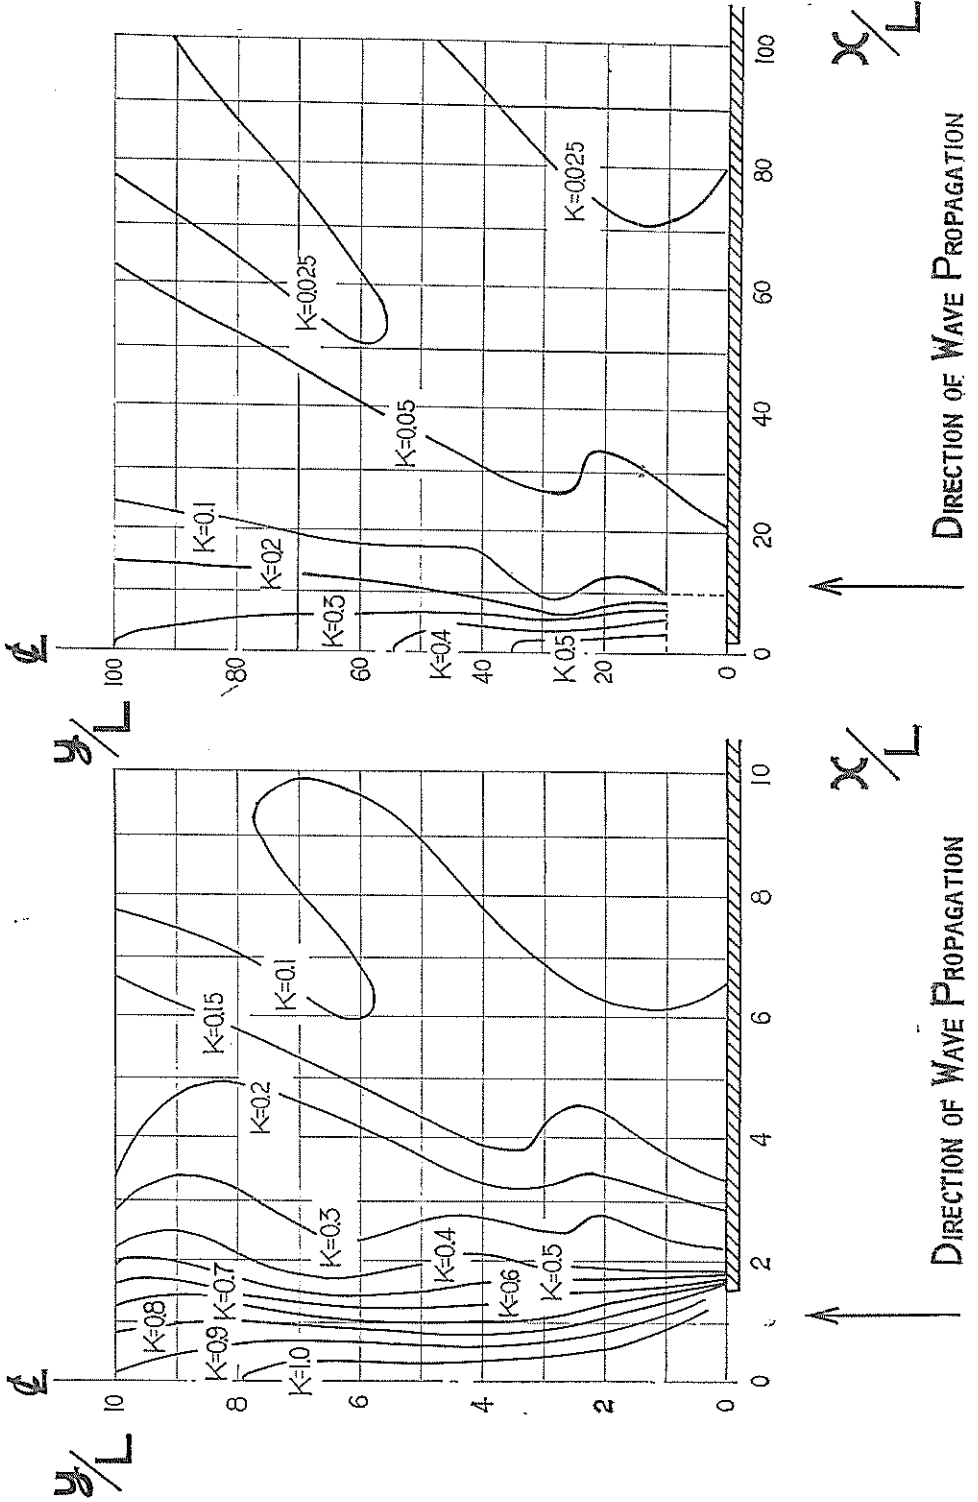 y/L
℄
10
8
6
4
2
0
K=0.8
K=0.9
K=0.7
K=1.0
K=0.3
K=0.4
K=0.6
K=0.5
K=0.2
K=0.15
K=0.1
0
2
4
6
8
10
x/L
DIRECTION OF WAVE PROPAGATION
y/L
℄
100
80
60
40
20
0
K=0.1
K=0.2
K=0.3
K=0.4
K 0.5
K=0.05
K=0.025
K=0.025
0
20
40
60
80
100
x/L
DIRECTION OF WAVE PROPAGATION